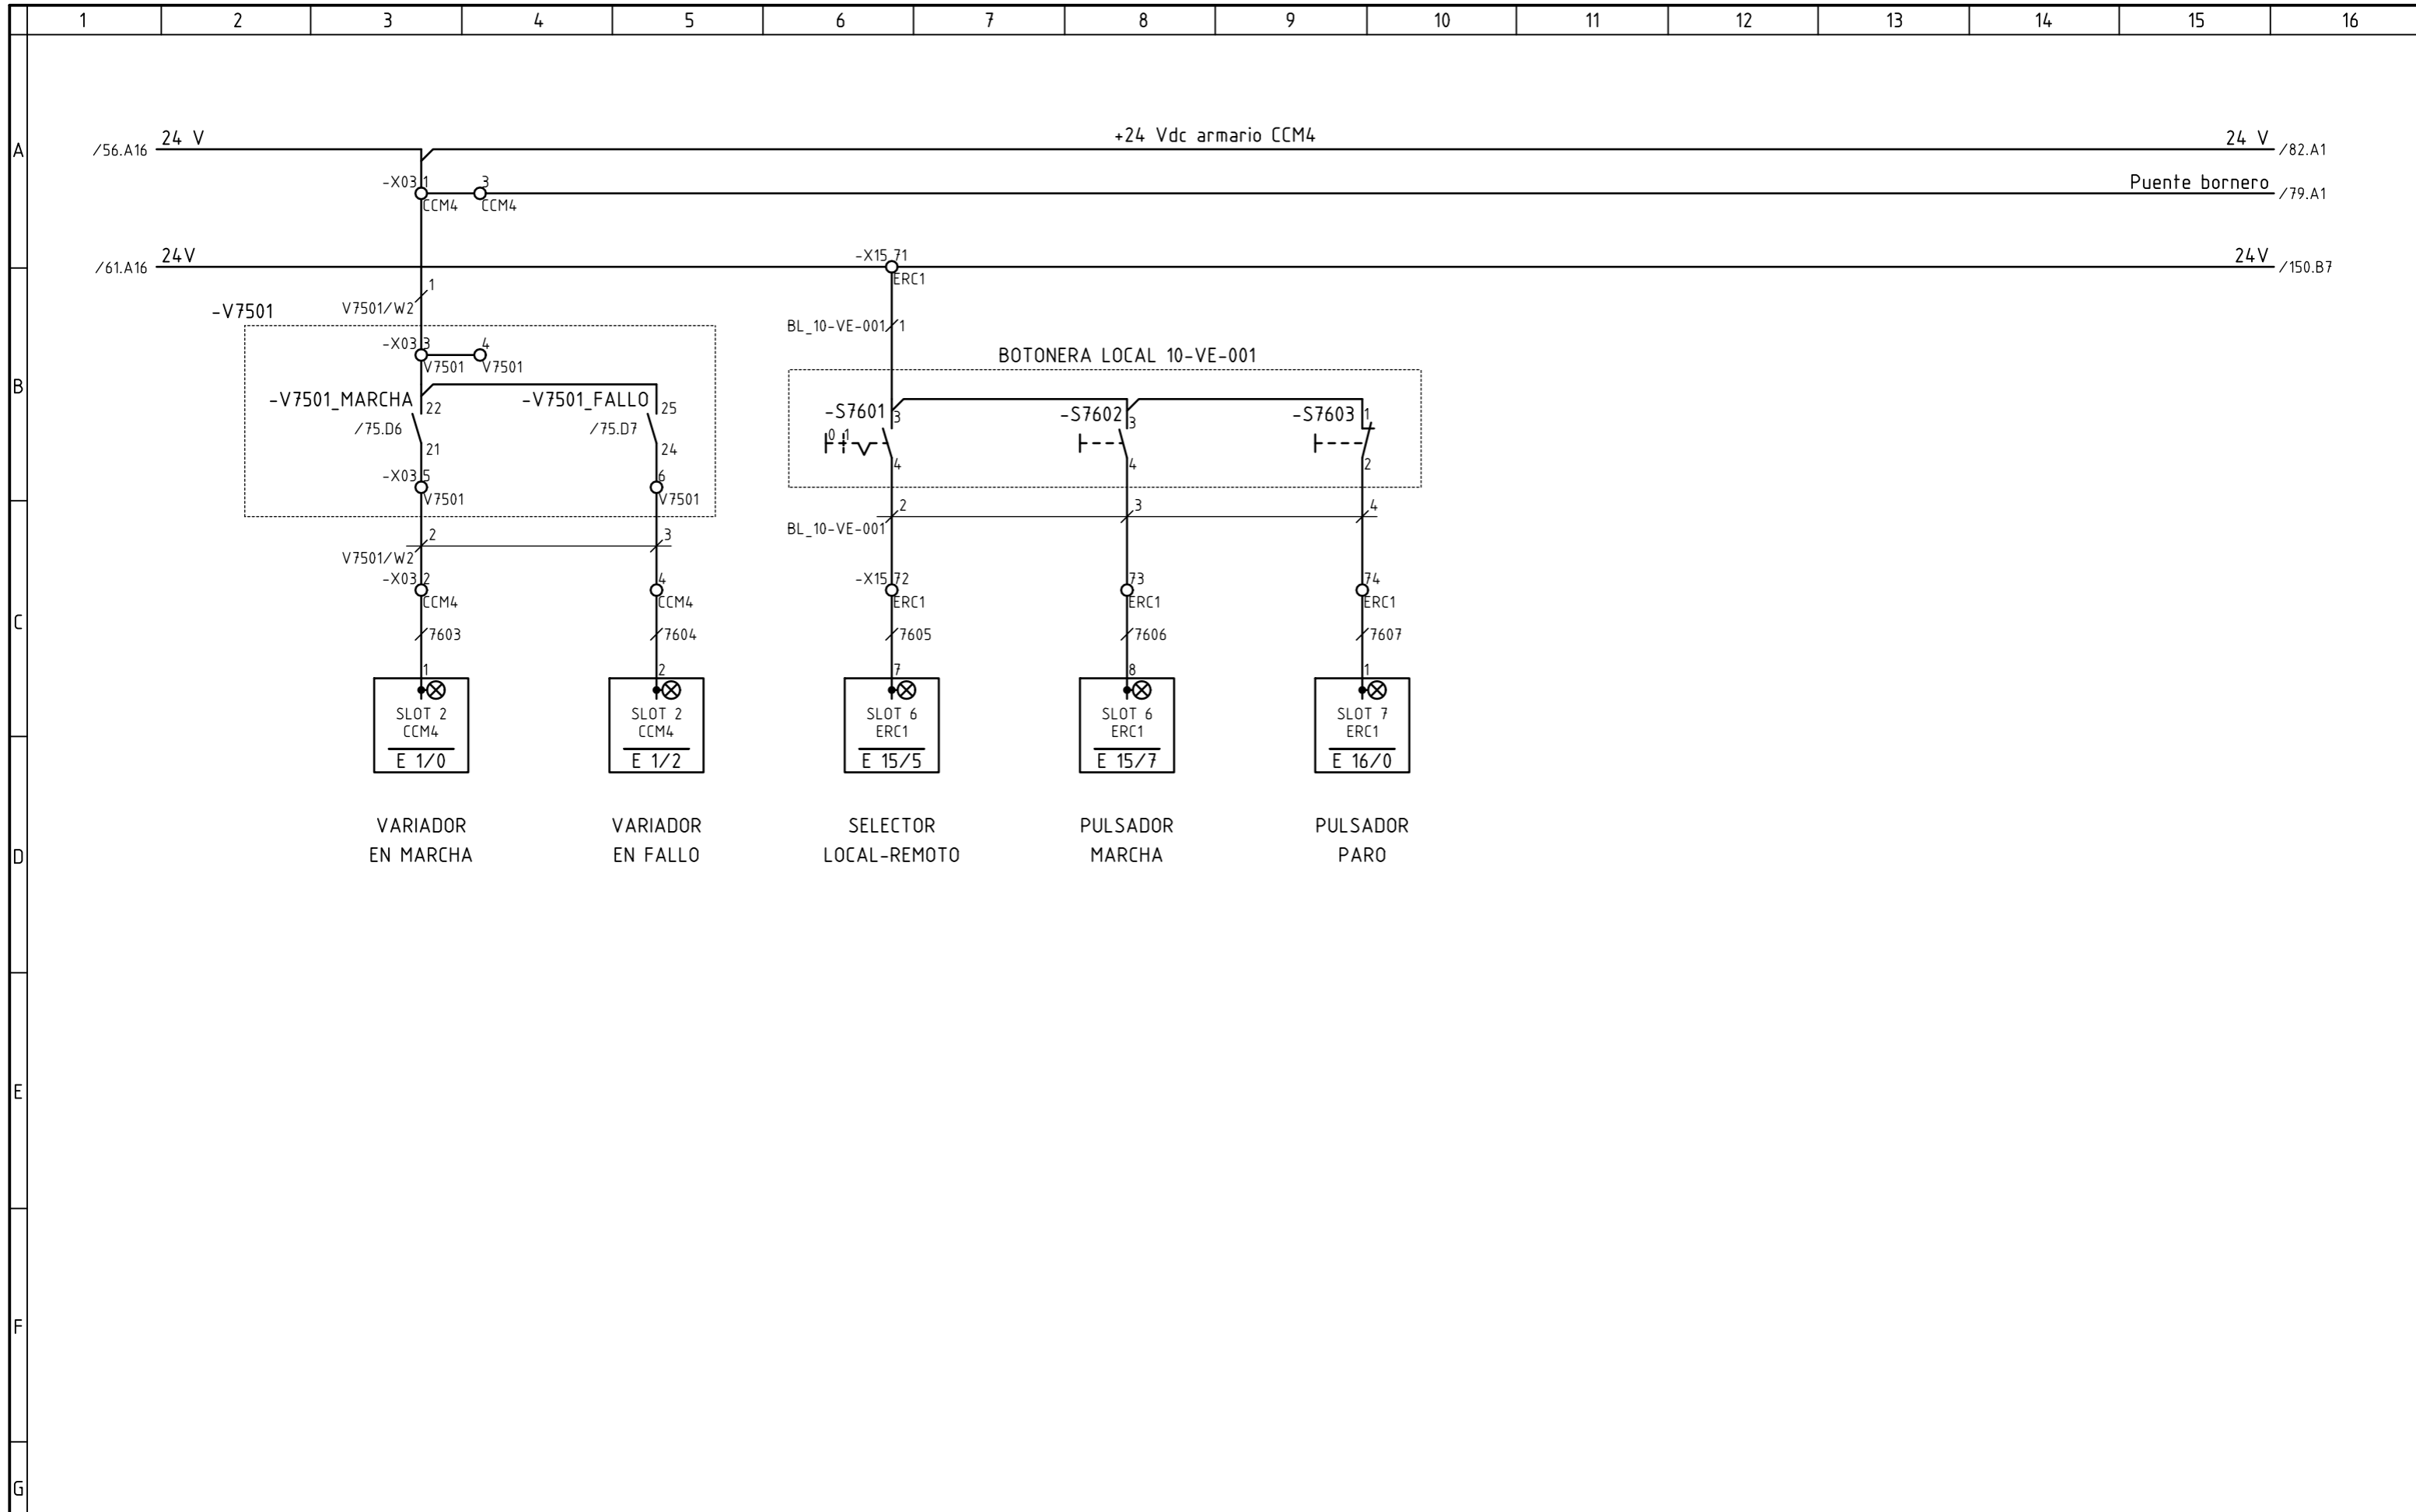 1 2 3 4 5 6 7 8 9 10 11 12 13 14 15 16
A
B
C
D
E
F
G
+24 Vdc armario CCM4
/56.A16 24 V 24 V /82.A1
-X03 1 3
CCM4 CCM4
Puente bornero /79.A1
/61.A16 24V 24V /150.B7
-X15 71
ERC1
1
V7501/W2
-V7501
BL_10-VE-001 1
-X03 3 4
V7501 V7501
BOTONERA LOCAL 10-VE-001
-V7501_MARCHA 22
/75.D6
21
-V7501_FALLO 25
/75.D7
24
-S7601 3
0 1
4
-S7602 3
4
-S7603 1
2
-X03 5 6
V7501 V7501
2 3 4
BL_10-VE-001
2 3
V7501/W2
-X03 2 4
CCM4 CCM4
-X15 72 73 74
ERC1 ERC1 ERC1
7603 7604 7605 7606 7607
1 2 7 8 1
SLOT 2 SLOT 2 SLOT 6 SLOT 6 SLOT 7
CCM4 CCM4 ERC1 ERC1 ERC1
E 1/0 E 1/2 E 15/5 E 15/7 E 16/0
VARIADOR VARIADOR SELECTOR PULSADOR PULSADOR
EN MARCHA EN FALLO LOCAL-REMOTO MARCHA PARO